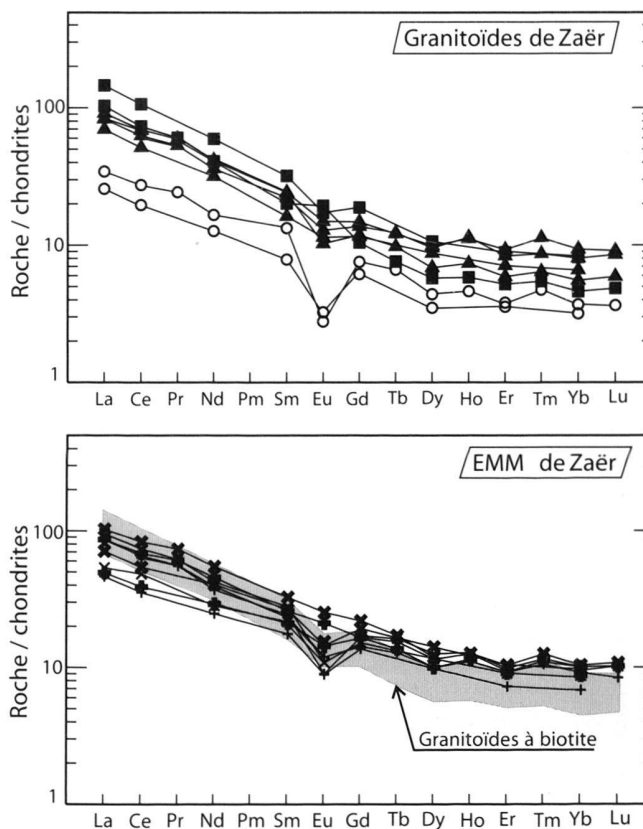 Granitoïdes de Zaër
Roche / chondrites
100
10
1
La Ce Pr Nd Pm Sm Eu Gd Tb Dy Ho Er Tm Yb Lu
EMM de Zaër
Roche / chondrites
100
10
1
Granitoïdes à biotite
La Ce Pr Nd Pm Sm Eu Gd Tb Dy Ho Er Tm Yb Lu